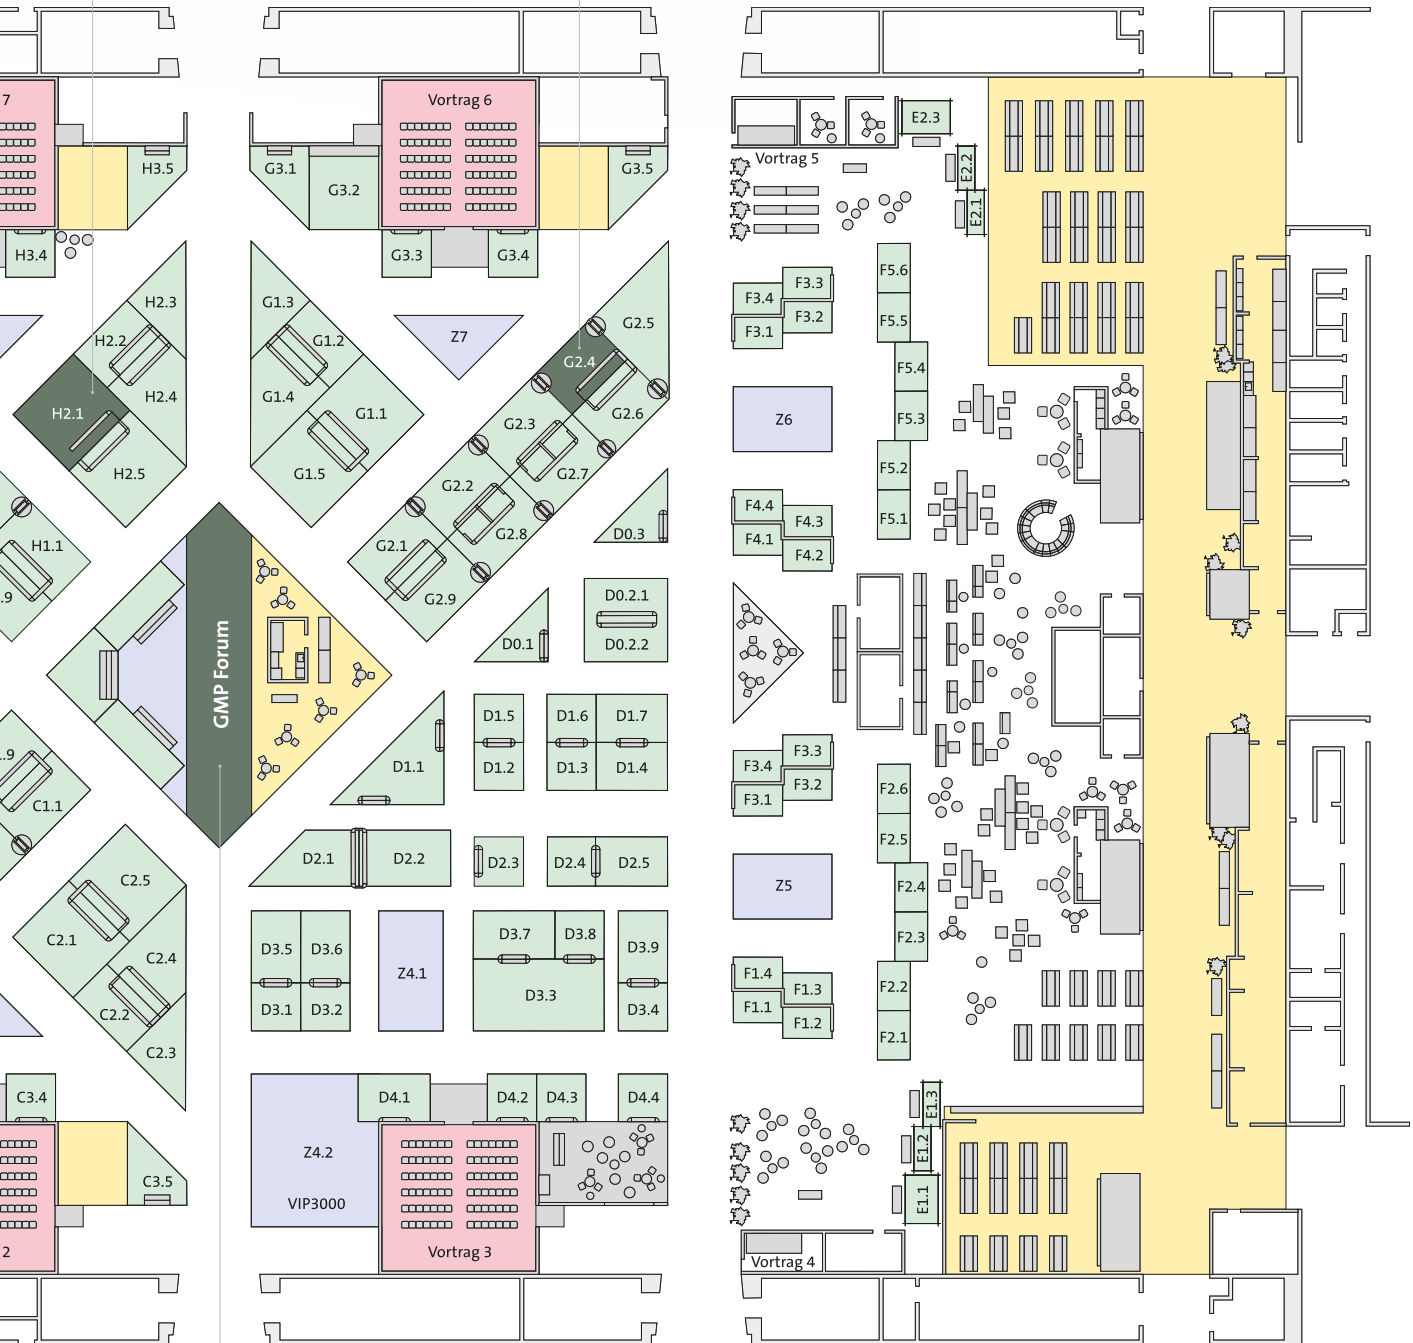 7
Vortrag 6
E2.3
Vortrag 5
E2.2
E2.1
H3.5
G3.1
G3.2
G3.5
H3.4
G3.3
G3.4
F5.6
F3.3
F3.4
F3.2
F3.1
F5.5
H2.3
H2.2
H2.4
H2.1
H2.5
G1.3
G1.2
G1.4
G1.1
G1.5
Z7
G2.5
G2.4
G2.6
G2.3
G2.7
G2.2
G2.8
G2.1
G2.9
F5.4
F5.3
Z6
F5.2
F5.1
F4.4
F4.3
F4.1
F4.2
D0.3
H1.1
.9
D0.1
D0.2.1
D0.2.2
GMP Forum
D1.5
D1.6
D1.7
D1.2
D1.3
D1.4
D1.1
F3.3
F3.4
F3.2
F3.1
F2.6
F2.5
.9
C1.1
D2.1
D2.2
D2.3
D2.4
D2.5
Z5
F2.4
F2.3
C2.5
C2.1
C2.4
C2.2
C2.3
D3.5
D3.6
Z4.1
D3.7
D3.8
D3.9
D3.1
D3.2
D3.3
D3.4
F1.4
F1.3
F1.1
F1.2
F2.2
F2.1
C3.4
D4.1
D4.2
D4.3
D4.4
E1.3
E1.2
E1.1
Z4.2
VIP3000
C3.5
2
Vortrag 3
Vortrag 4